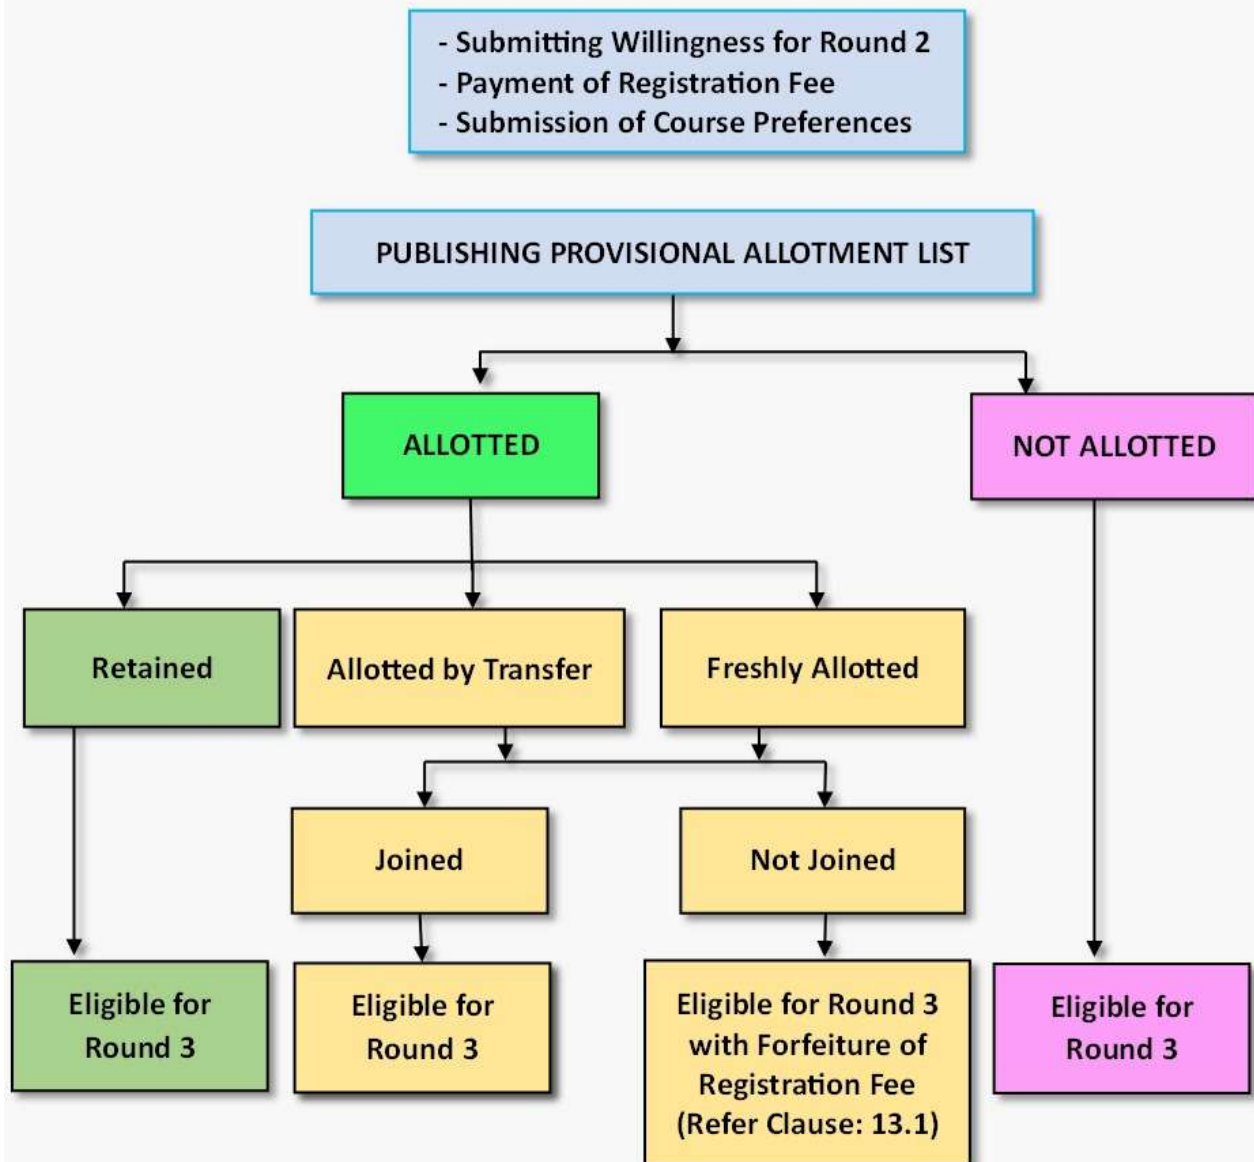 - Submitting Willingness for Round 2
- Payment of Registration Fee
- Submission of Course Preferences
PUBLISHING PROVISIONAL ALLOTMENT LIST
ALLOTTED
NOT ALLOTTED
Retained
Allotted by Transfer
Freshly Allotted
Joined
Not Joined
Eligible for
Round 3
Eligible for
Round 3
Eligible for Round 3
with Forfeiture of
Registration Fee
(Refer Clause: 13.1)
Eligible for
Round 3